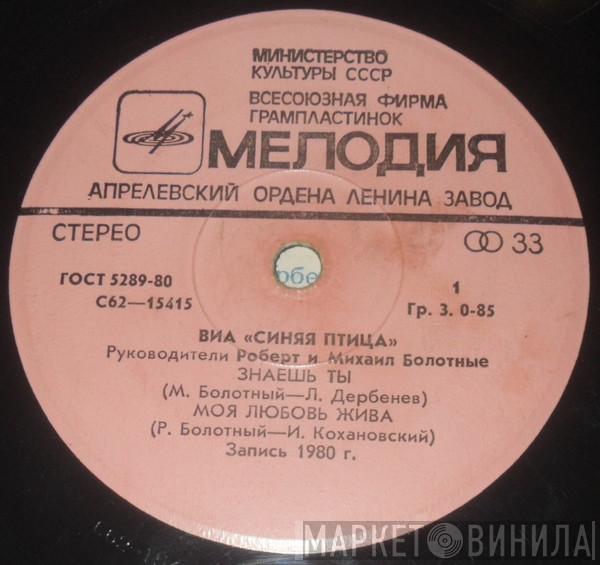 МИНИСТЕРСТВО
КУЛЬТУРЫ СССР
ВСЕСОЮЗНАЯ ФИРМА
ГРАМПЛАСТИНОК
МЕЛОДИЯ
АПРЕЛЕВСКИЙ ОРДЕНА ЛЕНИНА ЗАВОД
СТЕРЕО
33
ГОСТ 5289-80
С62—15415
1
Гр. 3. 0-85
ВИА «СИНЯЯ ПТИЦА»
Руководители Роберт и Михаил Болотные
ЗНАЕШЬ ТЫ
(М. Болотный—Л. Дербенев)
МОЯ ЛЮБОВЬ ЖИВА
(Р. Болотный—И. Кохановский)
Запись 1980 г.
МАРКЕТОВИНИЛА